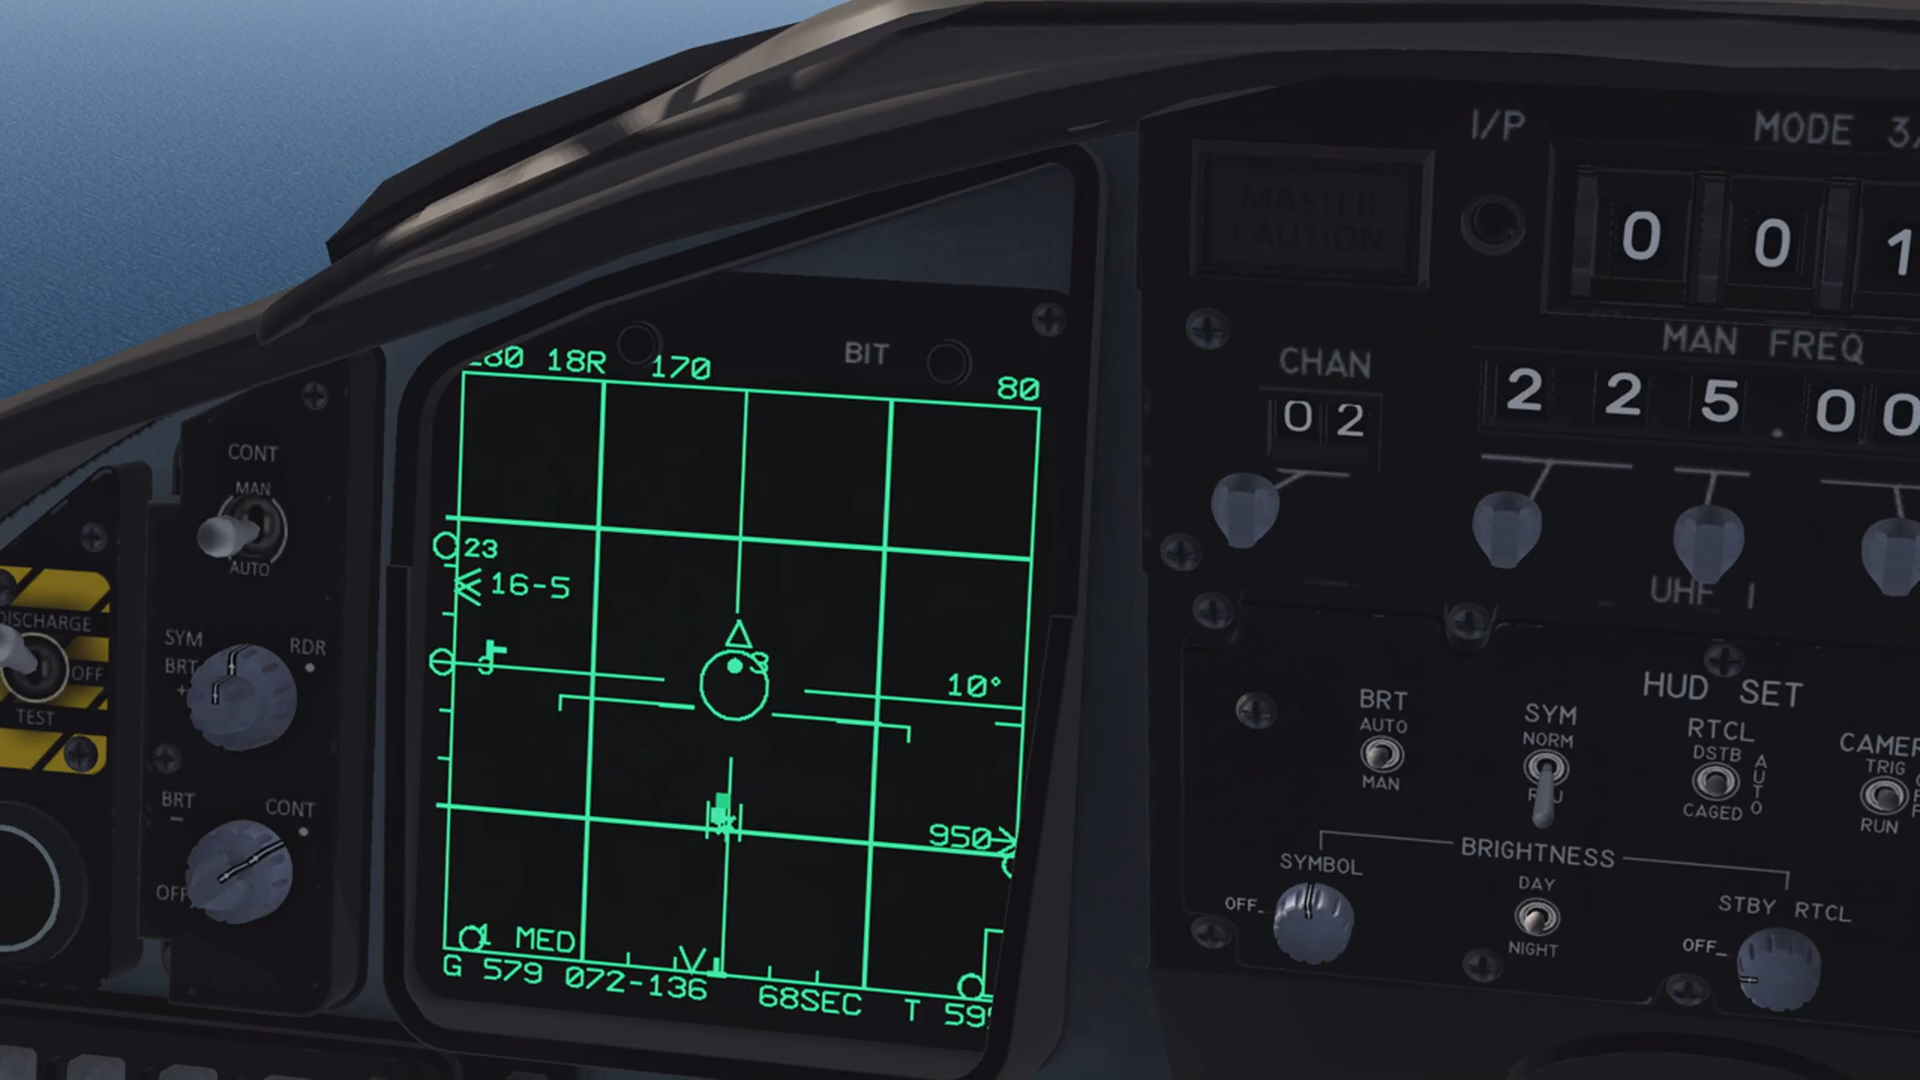 I/P
MODE 3/
MASTER
CAUTION
0 0 1
MAN FREQ
CHAN
0 2
2 2 5 . 0 0
UHF 1
BIT
18R 170
80
23
16-5
10°
950
1 MED
G 579 072-136 68SEC T
CONT
MAN
AUTO
DISCHARGE
OFF
TEST
SYM
BRT
+
RDR
BRT
-
CONT
OFF
HUD SET
BRT
AUTO
MAN
SYM
NORM
RTCL
DSTB
AUTO
CAGED
TRIG
RUN
BRIGHTNESS
SYMBOL
OFF
DAY
NIGHT
STBY RTCL
OFF